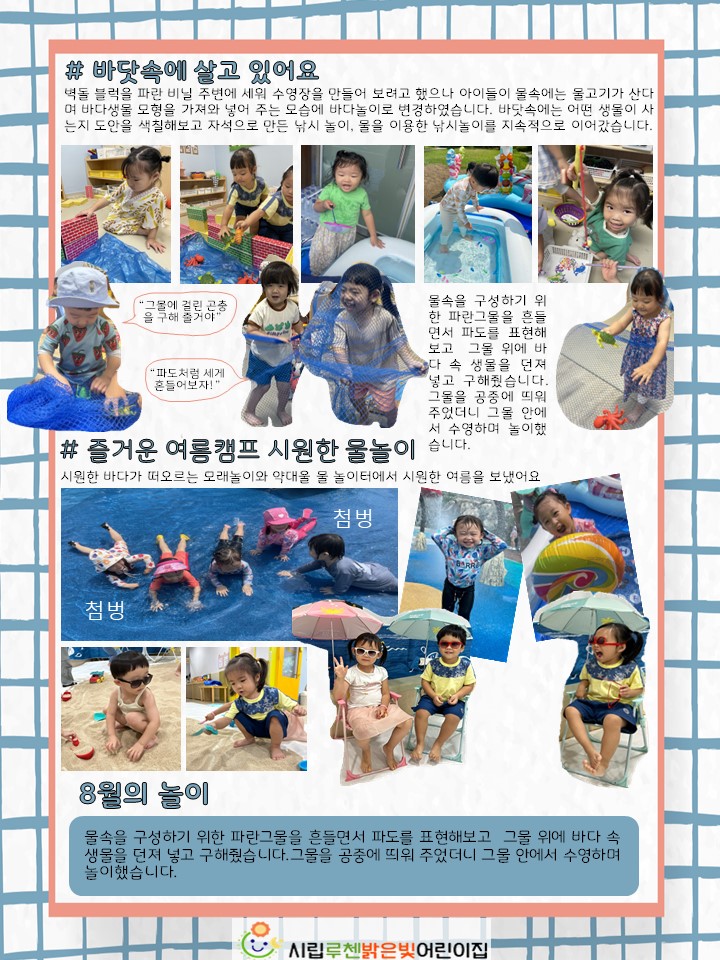 # 바닷속에 살고 있어요
벽돌 블럭을 파란 비닐 주변에 세워 수영장을 만들어 보려고 했으나 아이들이 물속에는 물고기가 산다
며 바다생물 모형을 가져와 넣어 주는 모습에 바다놀이로 변경하였습니다. 바닷속에는 어떤 생물이 사
는지 도안을 색칠해보고 자석으로 만든 낚시 놀이, 물을 이용한 낚시놀이를 지속적으로 이어갔습니다.
“그물에 걸린 곤충
을 구해 줄거야”
“파도처럼 세게
흔들어보자!”
물속을 구성하기 위
한 파란그물을 흔들
면서 파도를 표현해
보고 그물 위에 바
다 속 생물을 던져
넣고 구해줬습니다.
그물을 공중에 띄워
주었더니 그물 안에
서 수영하며 놀이했
습니다.
# 즐거운 여름캠프 시원한 물놀이
시원한 바다가 떠오르는 모래놀이와 약대울 물 놀이터에서 시원한 여름을 보냈어요
첨벙
첨벙
8월의 놀이
물속을 구성하기 위한 파란그물을 흔들면서 파도를 표현해보고 그물 위에 바다 속
생물을 던져 넣고 구해줬습니다.그물을 공중에 띄워 주었더니 그물 안에서 수영하며
놀이했습니다.
시립루첸밝은빛어린이집